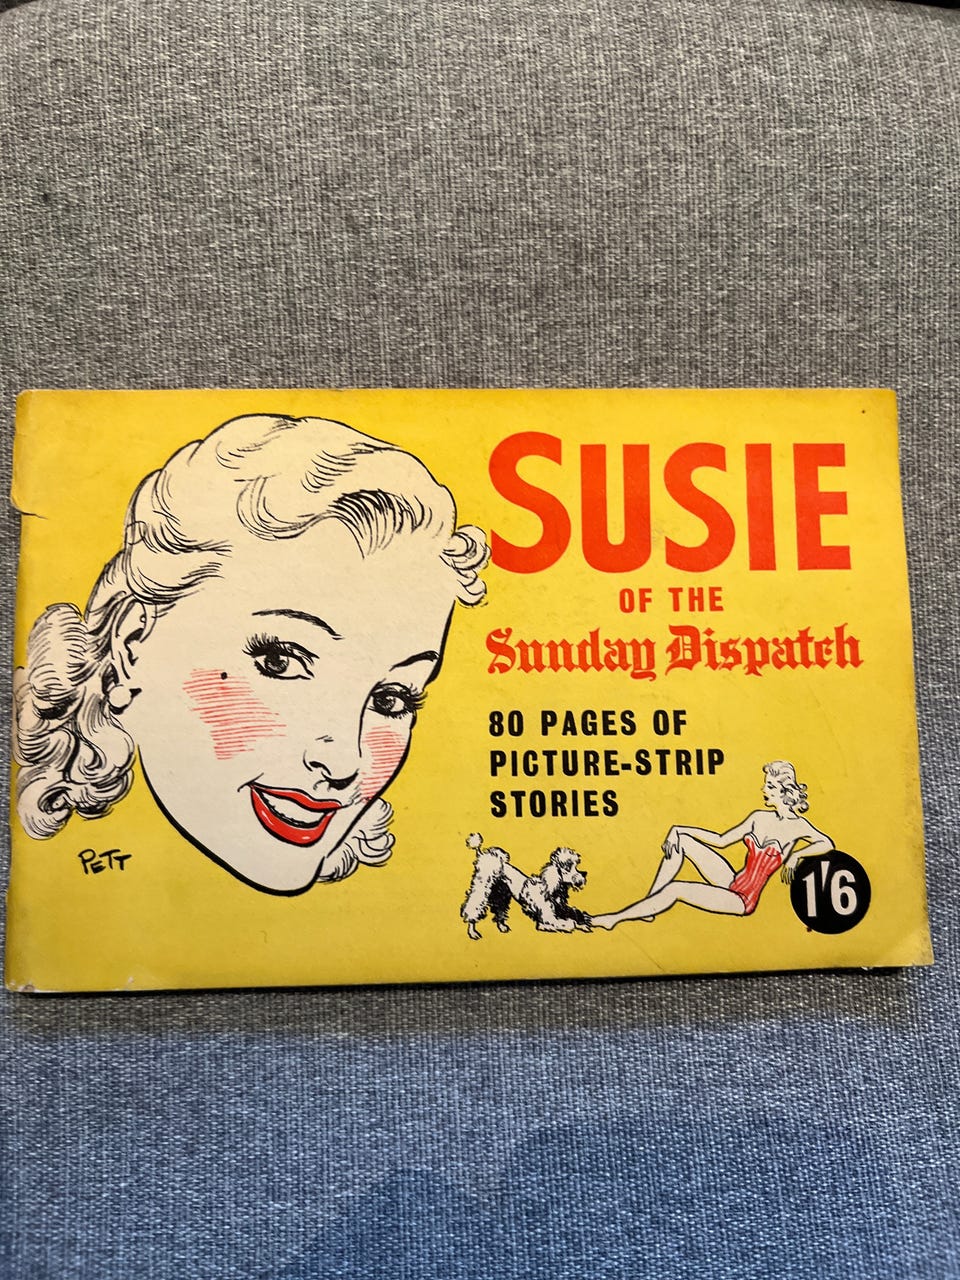 SUSIE
OF THE
Sunday Dispatch
80 PAGES OF
PICTURE-STRIP
STORIES
PETT
1'6